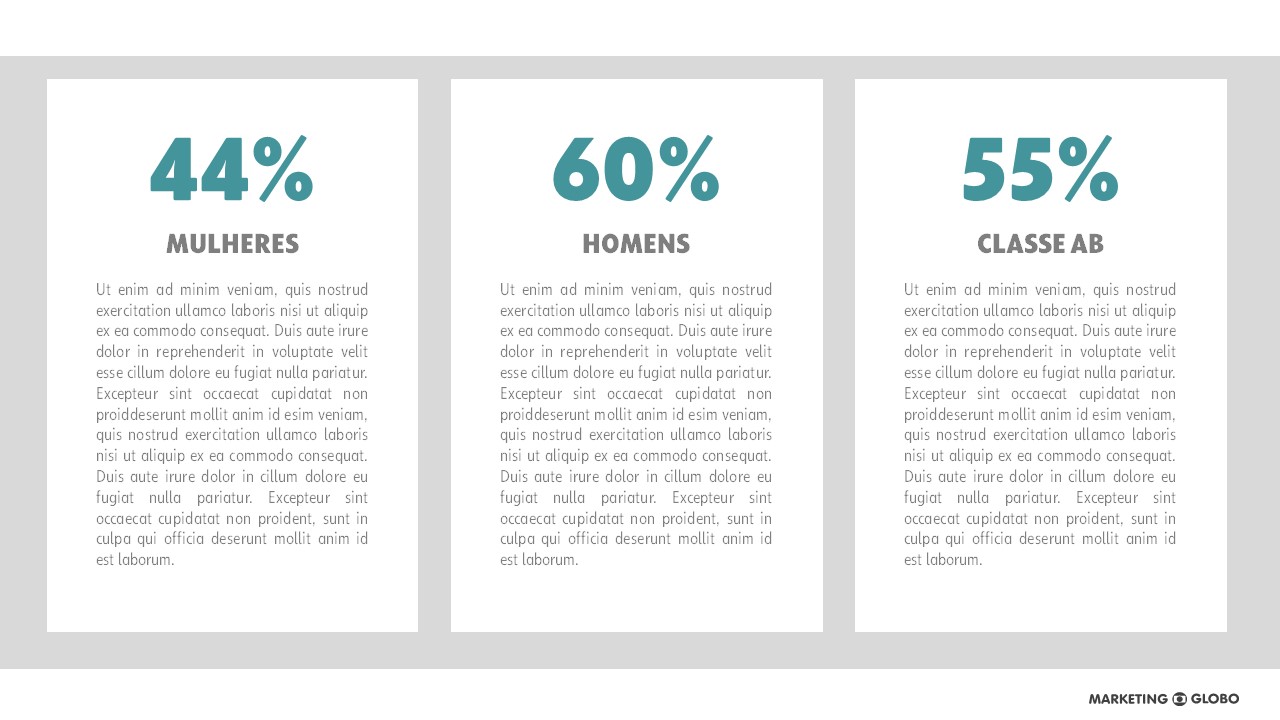 44%
MULHERES
Ut enim ad minim veniam, quis nostrud
exercitation ullamco laboris nisi ut aliquip
ex ea commodo consequat. Duis aute irure
dolor in reprehenderit in voluptate velit
esse cillum dolore eu fugiat nulla pariatur.
Excepteur sint occaecat cupidatat non
proiddeserunt mollit anim id esim veniam,
quis nostrud exercitation ullamco laboris
nisi ut aliquip ex ea commodo consequat.
Duis aute irure dolor in cillum dolore eu
fugiat nulla pariatur. Excepteur sint
occaecat cupidatat non proident, sunt in
culpa qui officia deserunt mollit anim id
est laborum.
60%
HOMENS
Ut enim ad minim veniam, quis nostrud
exercitation ullamco laboris nisi ut aliquip
ex ea commodo consequat. Duis aute irure
dolor in reprehenderit in voluptate velit
esse cillum dolore eu fugiat nulla pariatur.
Excepteur sint occaecat cupidatat non
proiddeserunt mollit anim id esim veniam,
quis nostrud exercitation ullamco laboris
nisi ut aliquip ex ea commodo consequat.
Duis aute irure dolor in cillum dolore eu
fugiat nulla pariatur. Excepteur sint
occaecat cupidatat non proident, sunt in
culpa qui officia deserunt mollit anim id
est laborum.
55%
CLASSE AB
Ut enim ad minim veniam, quis nostrud
exercitation ullamco laboris nisi ut aliquip
ex ea commodo consequat. Duis aute irure
dolor in reprehenderit in voluptate velit
esse cillum dolore eu fugiat nulla pariatur.
Excepteur sint occaecat cupidatat non
proiddeserunt mollit anim id esim veniam,
quis nostrud exercitation ullamco laboris
nisi ut aliquip ex ea commodo consequat.
Duis aute irure dolor in cillum dolore eu
fugiat nulla pariatur. Excepteur sint
occaecat cupidatat non proident, sunt in
culpa qui officia deserunt mollit anim id
est laborum.
MARKETING GLOBO